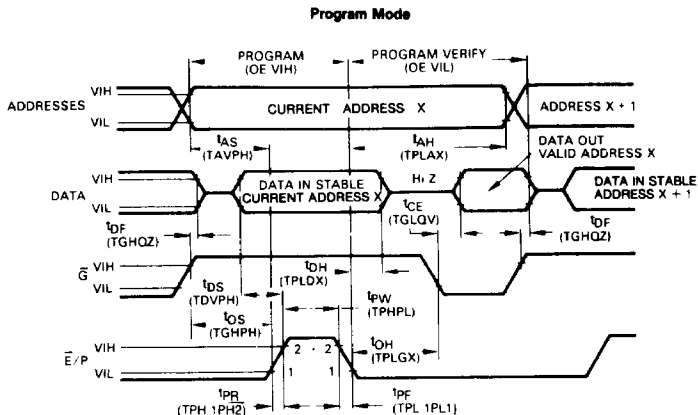 Program Mode
PROGRAM
(OE VIH)
PROGRAM VERIFY
(OE VIL)
ADDRESSES
VIH
VIL
CURRENT ADDRESS X
ADDRESS X + 1
tAS
(TAVPH)
tAH
(TPLAX)
DATA OUT
VALID ADDRESS X
DATA
VIH
VIL
DATA IN STABLE
CURRENT ADDRESS X
Hi Z
DATA IN STABLE
ADDRESS X + 1
tCE
(TGLQV)
tDF
(TGHQZ)
tDF
(TGHQZ)
G
VIH
VIL
tDS
(TDVPH)
tDH
(TPLDX)
tPW
(TPHPL)
tOS
(TGHPH)
tOH
(TPLGX)
E/P
VIH
VIL
2 - 2
1 1
tPR
(TPH 1PH2)
tPF
(TPL 1PL1)